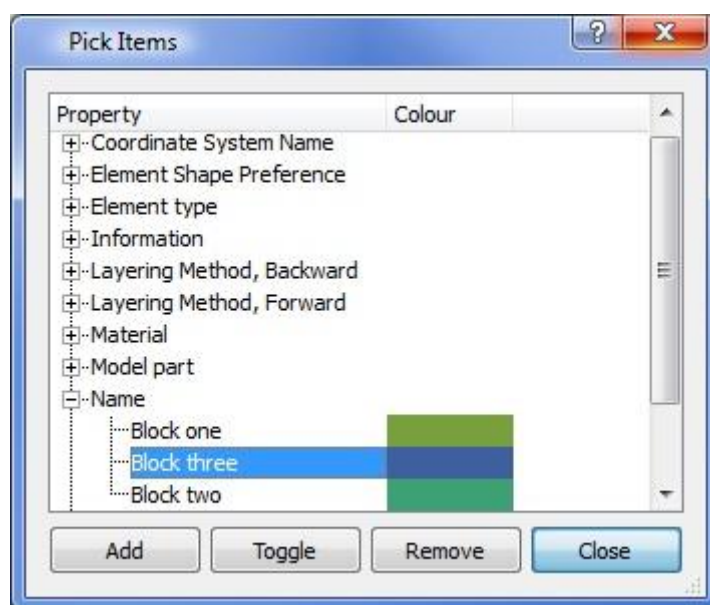 Pick Items
Property Colour
Coordinate System Name
Element Shape Preference
Element type
Information
Layering Method, Backward
Layering Method, Forward
Material
Model part
Name
Block one
Block three
Block two
Add Toggle Remove Close